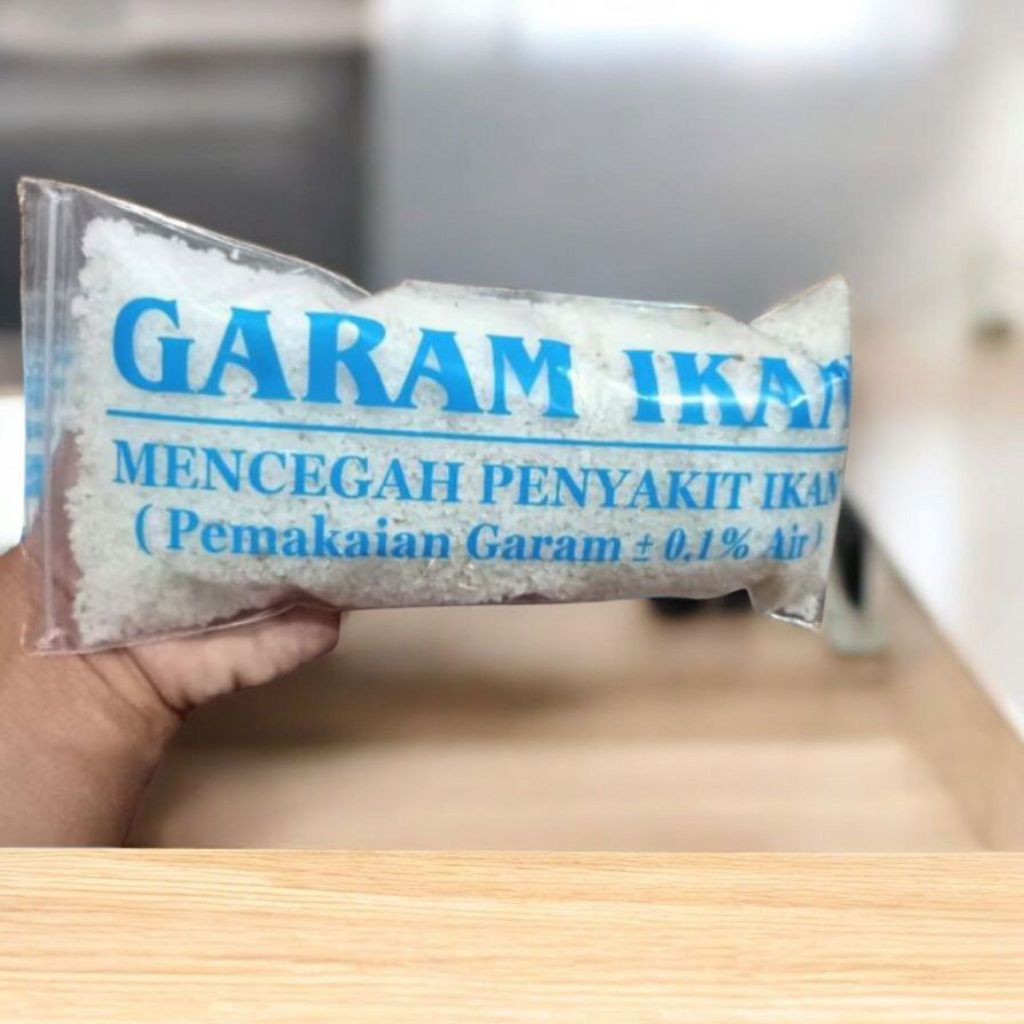 GARAM IKAN
MENCEGAH PENYAKIT IKAN
( Pemakaian Garam ± 0.1% Air )